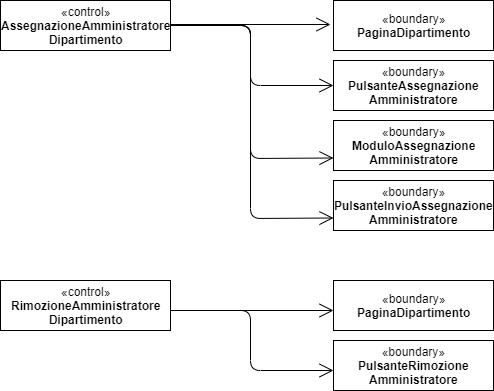 «control»
AssegnazioneAmministratore
Dipartimento
«boundary»
PaginaDipartimento
«boundary»
PulsanteAssegnazione
Amministratore
«boundary»
ModuloAssegnazione
Amministratore
«boundary»
PulsanteInvioAssegnazione
Amministratore
«control»
RimozioneAmministratore
Dipartimento
«boundary»
PaginaDipartimento
«boundary»
PulsanteRimozione
Amministratore